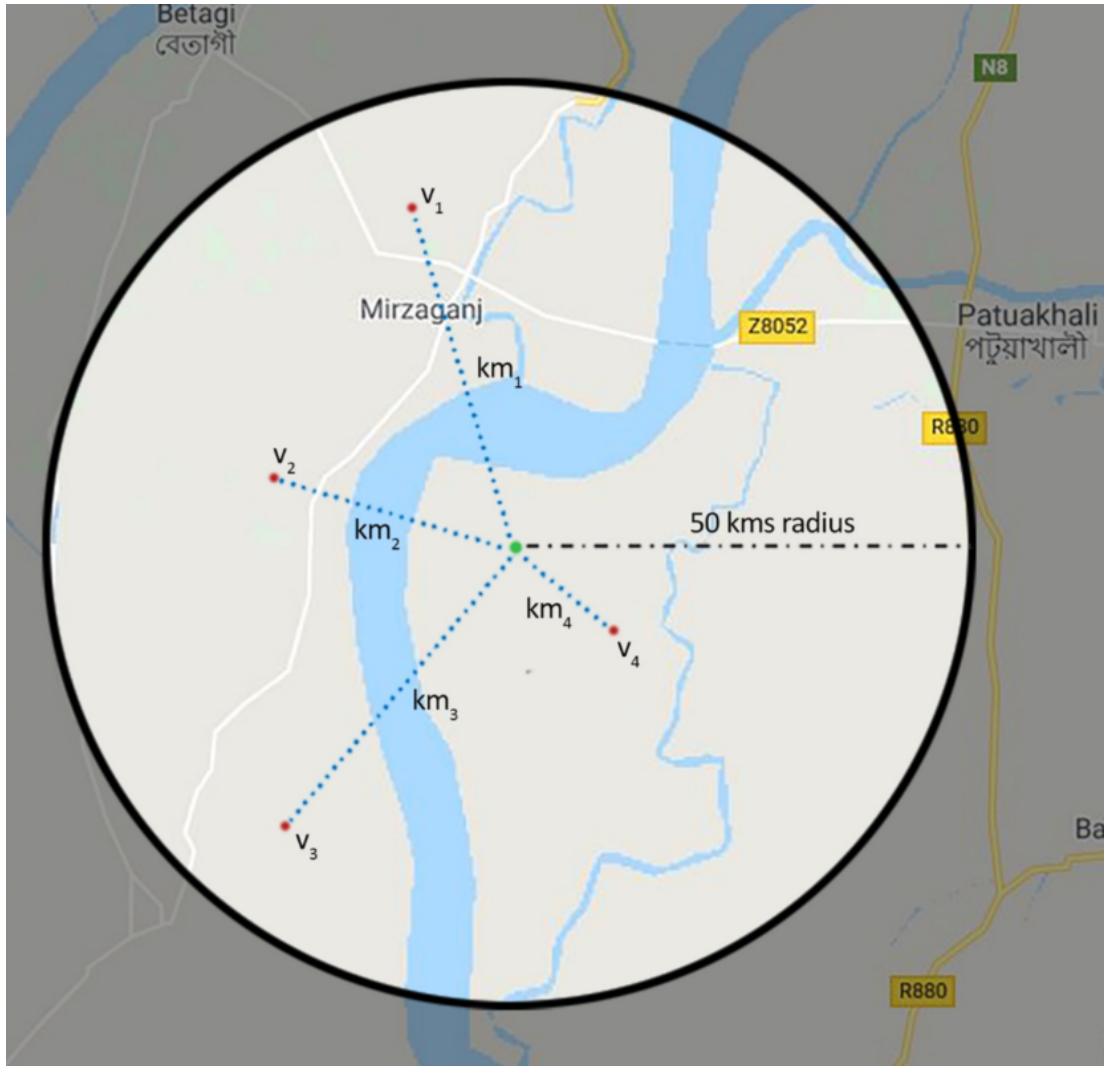 Betagi
বেতাগী
N8
v1
Mirzaganj
Z8052
Patuakhali
পটুয়াখালী
km1
R880
v2
km2
50 kms radius
km4
v4
km3
v3
Ba
R880